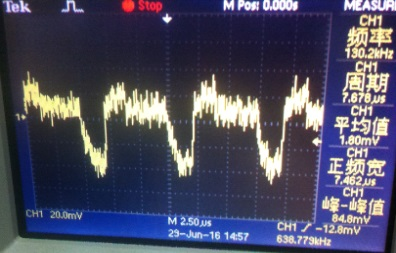 Tek Stop M Pos: 0.000s MEASURE
CH1
频率
130.2kHz
CH1
周期
7.676µs
CH1
平均值
1.80mV
CH1
正频宽
7.462µs
CH1
峰-峰值
84.8mV
CH1 20.0mV M 2.50µs CH1 / -12.8mV
29-Jun-16 14:57 638.779kHz